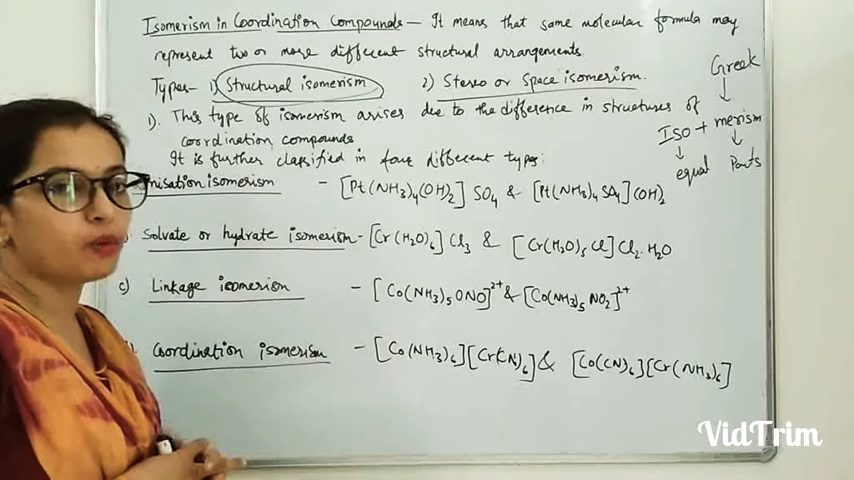 Isomerism in Coordination Compounds — It means that same molecular formula may
represent two or more different structural arrangements
Types- 1) Structural isomerism 2) Stereo or Space isomerism.
Greek
1). This type of isomerism arises due to the difference in structures of
coordination compounds
Iso + merism
equal Parts
It is further classified in four different types:
nisation isomerism - [Pt(NH3)4(OH)2] SO4 & [Pt(NH3)4 SO4](OH)2
Solvate or hydrate isomerism - [Cr(H2O)6] Cl3 & [Cr(H2O)5 Cl] Cl2·H2O
c) Linkage isomerism - [Co(NH3)5 ONO]2+ & [Co(NH3)5 NO2]2+
). Coordination isomerism - [Co(NH3)6][Cr(CN)6] & [Co(CN)6][Cr(NH3)6]
VidTrim